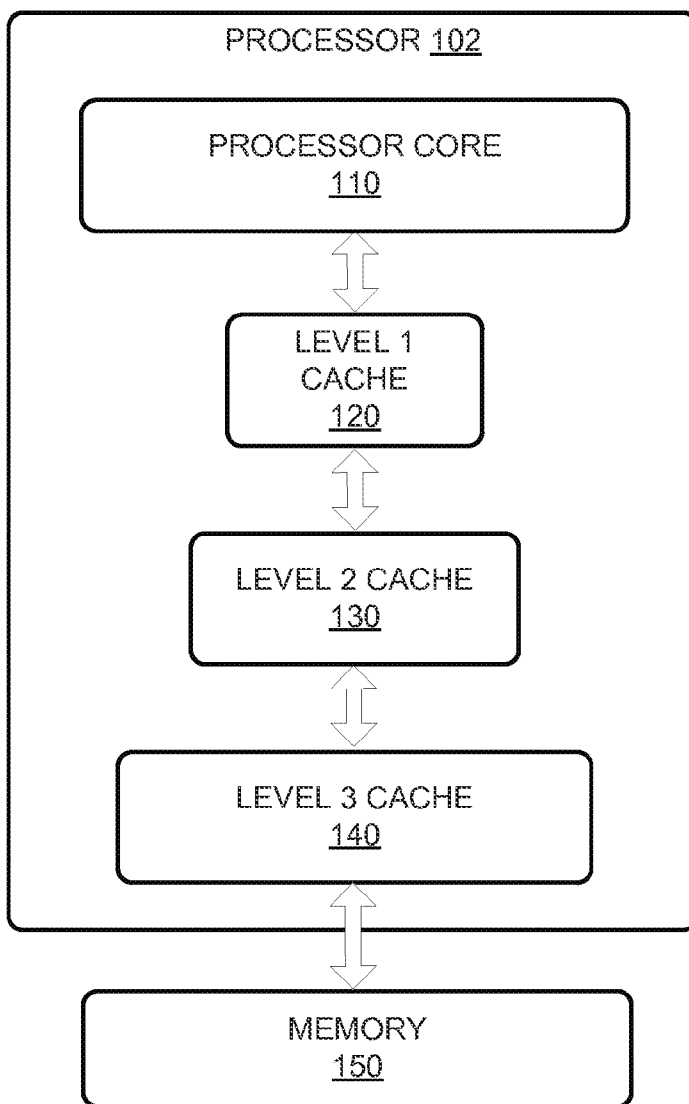 PROCESSOR 102
PROCESSOR CORE
110
LEVEL 1
CACHE
120
LEVEL 2 CACHE
130
LEVEL 3 CACHE
140
MEMORY
150